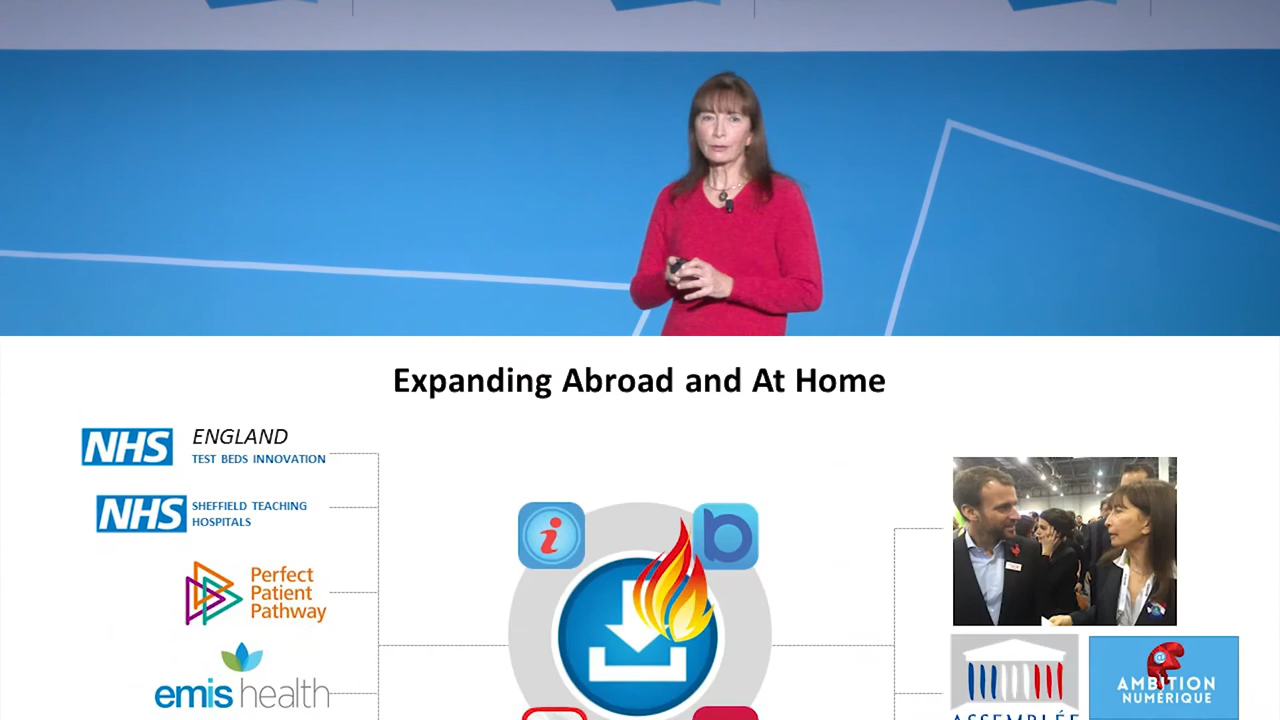 Expanding Abroad and At Home
NHS
ENGLAND
TEST BEDS INNOVATION
NHS
SHEFFIELD TEACHING
HOSPITALS
Perfect
Patient
Pathway
emis health
i
b
ASSEMBLÉE
@
AMBITION
NUMÉRIQUE